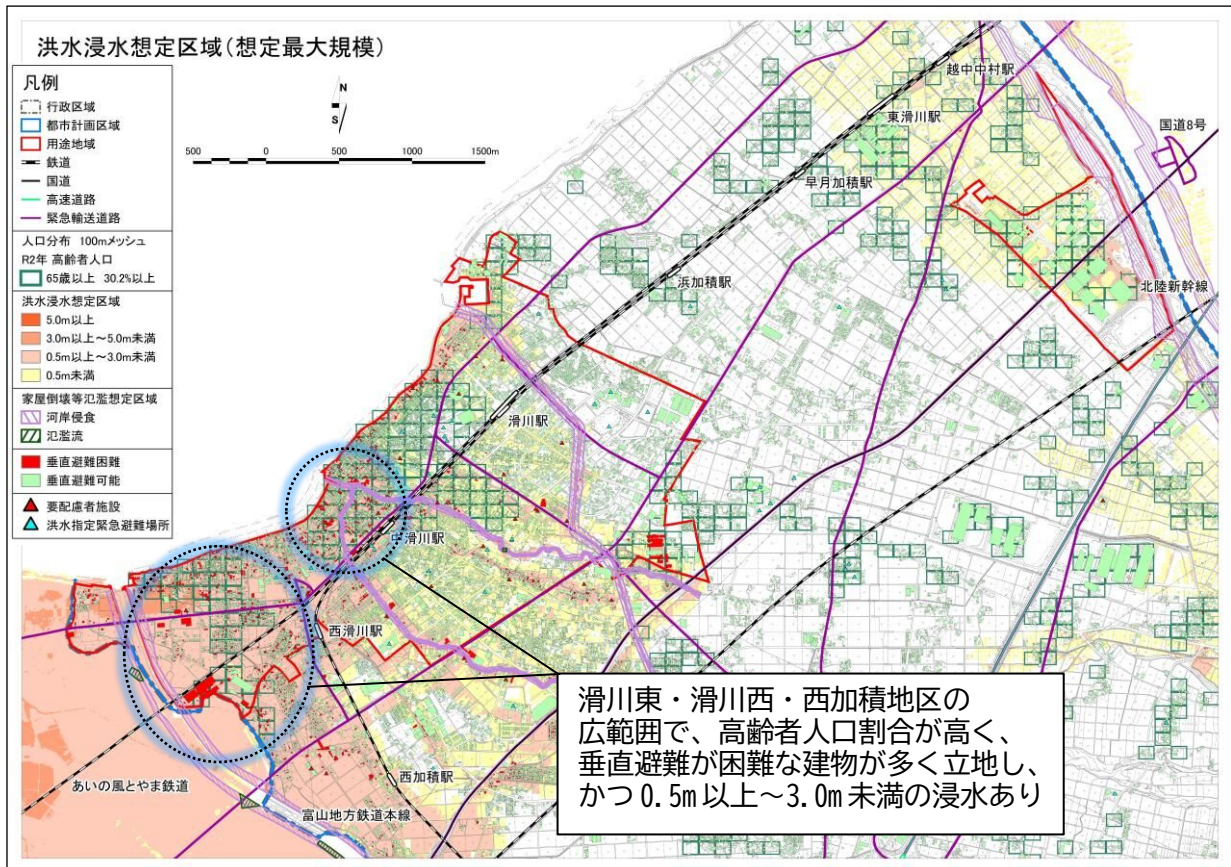 洪水浸水想定区域(想定最大規模)
凡例
行政区域
都市計画区域
用途地域
鉄道
国道
高速道路
緊急輸送道路
人口分布 100mメッシュ
R2年 高齢者人口
65歳以上 30.2%以上
洪水浸水想定区域
5.0m以上
3.0m以上~5.0m未満
0.5m以上~3.0m未満
0.5m未満
家屋倒壊等氾濫想定区域
河岸侵食
氾濫流
垂直避難困難
垂直避難可能
要配慮者施設
洪水指定緊急避難場所
N
S
500 0 500 1000 1500m
越中中村駅
東滑川駅
国道8号
早月加積駅
浜加積駅
北陸新幹線
滑川駅
中滑川駅
西滑川駅
西加積駅
あいの風とやま鉄道
富山地方鉄道本線
滑川東・滑川西・西加積地区の
広範囲で、高齢者人口割合が高く、
垂直避難が困難な建物が多く立地し、
かつ0.5m以上~3.0m未満の浸水あり